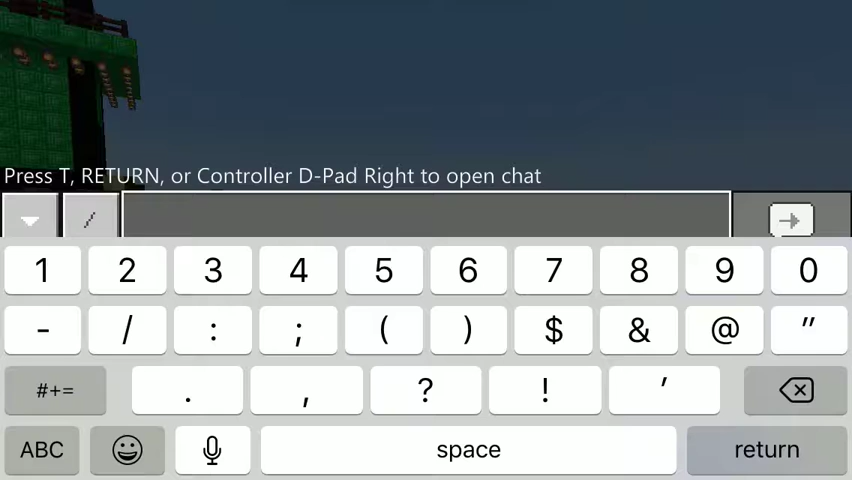 Press T, RETURN, or Controller D-Pad Right to open chat
/
1 2 3 4 5 6 7 8 9 0
- / : ; ( ) $ & @ "
#+= . , ? ! '
ABC space return